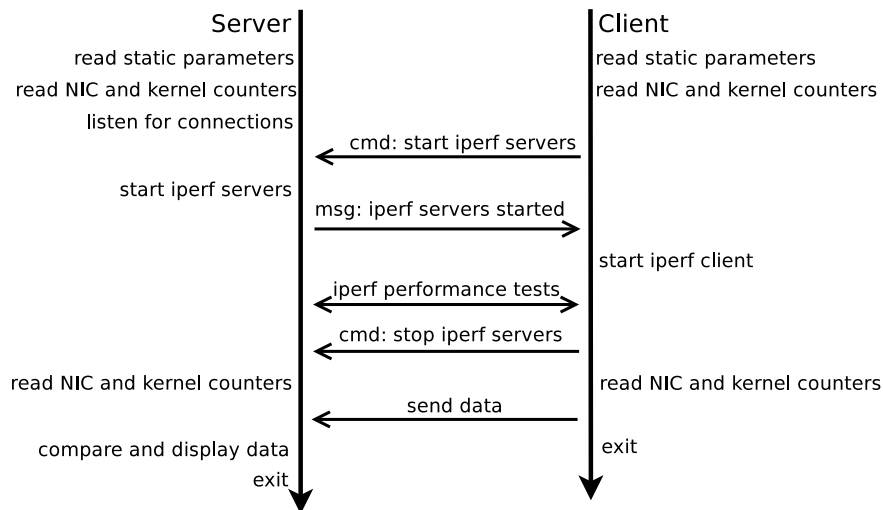 Server
Client
read static parameters
read static parameters
read NIC and kernel counters
read NIC and kernel counters
listen for connections
cmd: start iperf servers
start iperf servers
msg: iperf servers started
start iperf client
iperf performance tests
cmd: stop iperf servers
read NIC and kernel counters
read NIC and kernel counters
send data
compare and display data
exit
exit